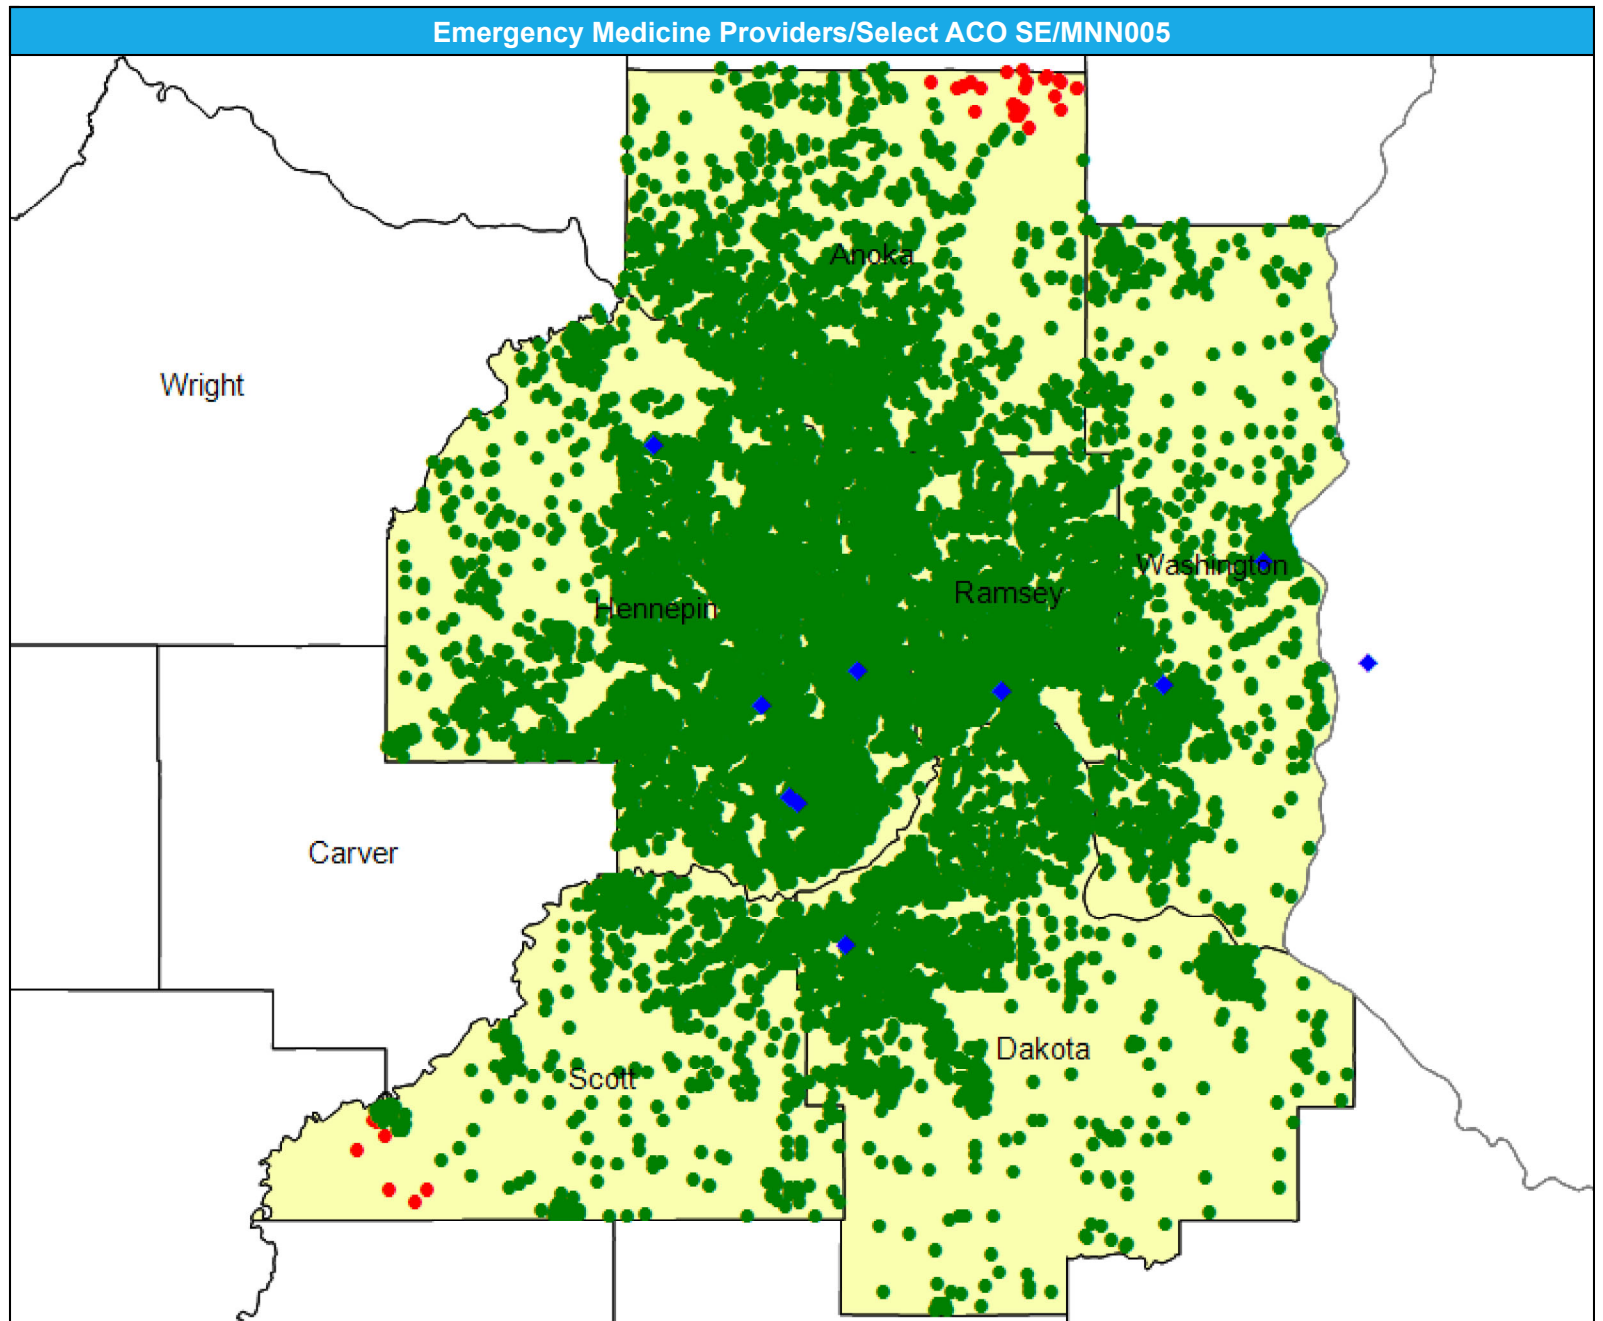 Emergency Medicine Providers/Select ACO SE/MNN005
Anoka
Wright
Washington
Ramsey
Hennepin
Carver
Dakota
Scott